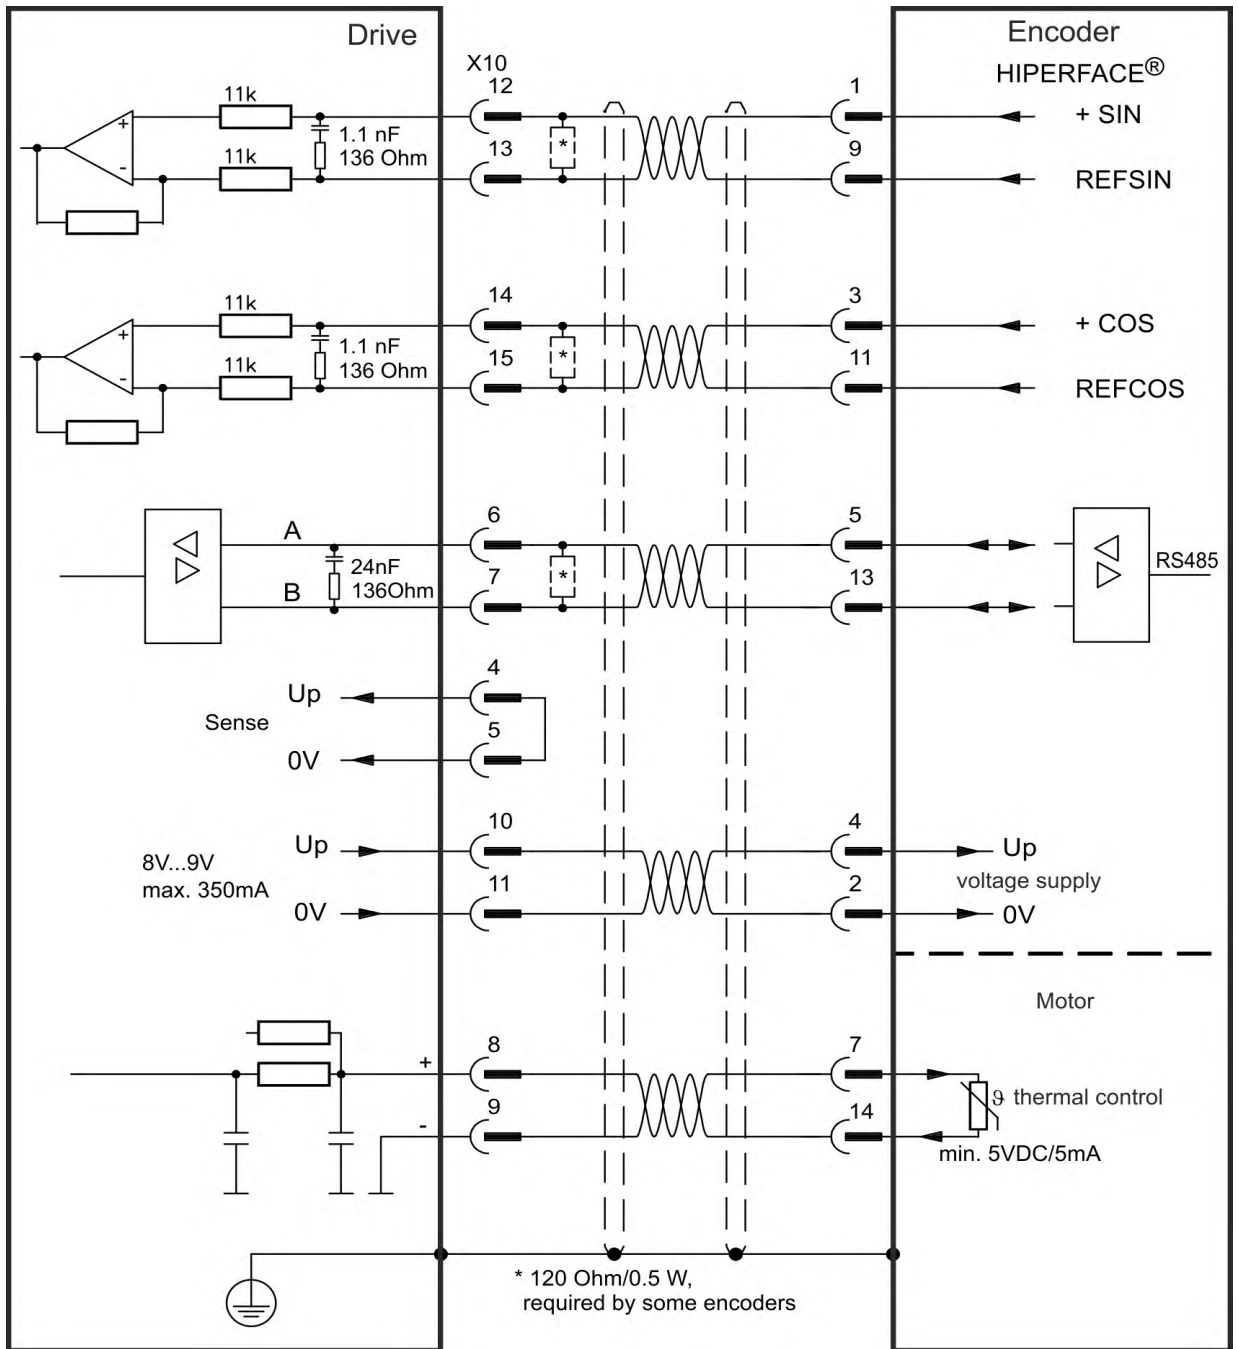 Drive
Encoder
HIPERFACE®
X10
11k
12
1
+ SIN
+
1.1 nF
136 Ohm
*
11k
13
9
REFSIN
-
11k
14
3
+ COS
+
1.1 nF
136 Ohm
*
11k
15
11
REFCOS
-
A
6
5
24nF
136Ohm
*
RS485
B
7
13
Up
4
Sense
5
0V
8V...9V
max. 350mA
Up
10
4
Up
voltage supply
0V
11
2
0V
Motor
+
8
7
ϑ thermal control
-
9
14
min. 5VDC/5mA
* 120 Ohm/0.5 W,
required by some encoders